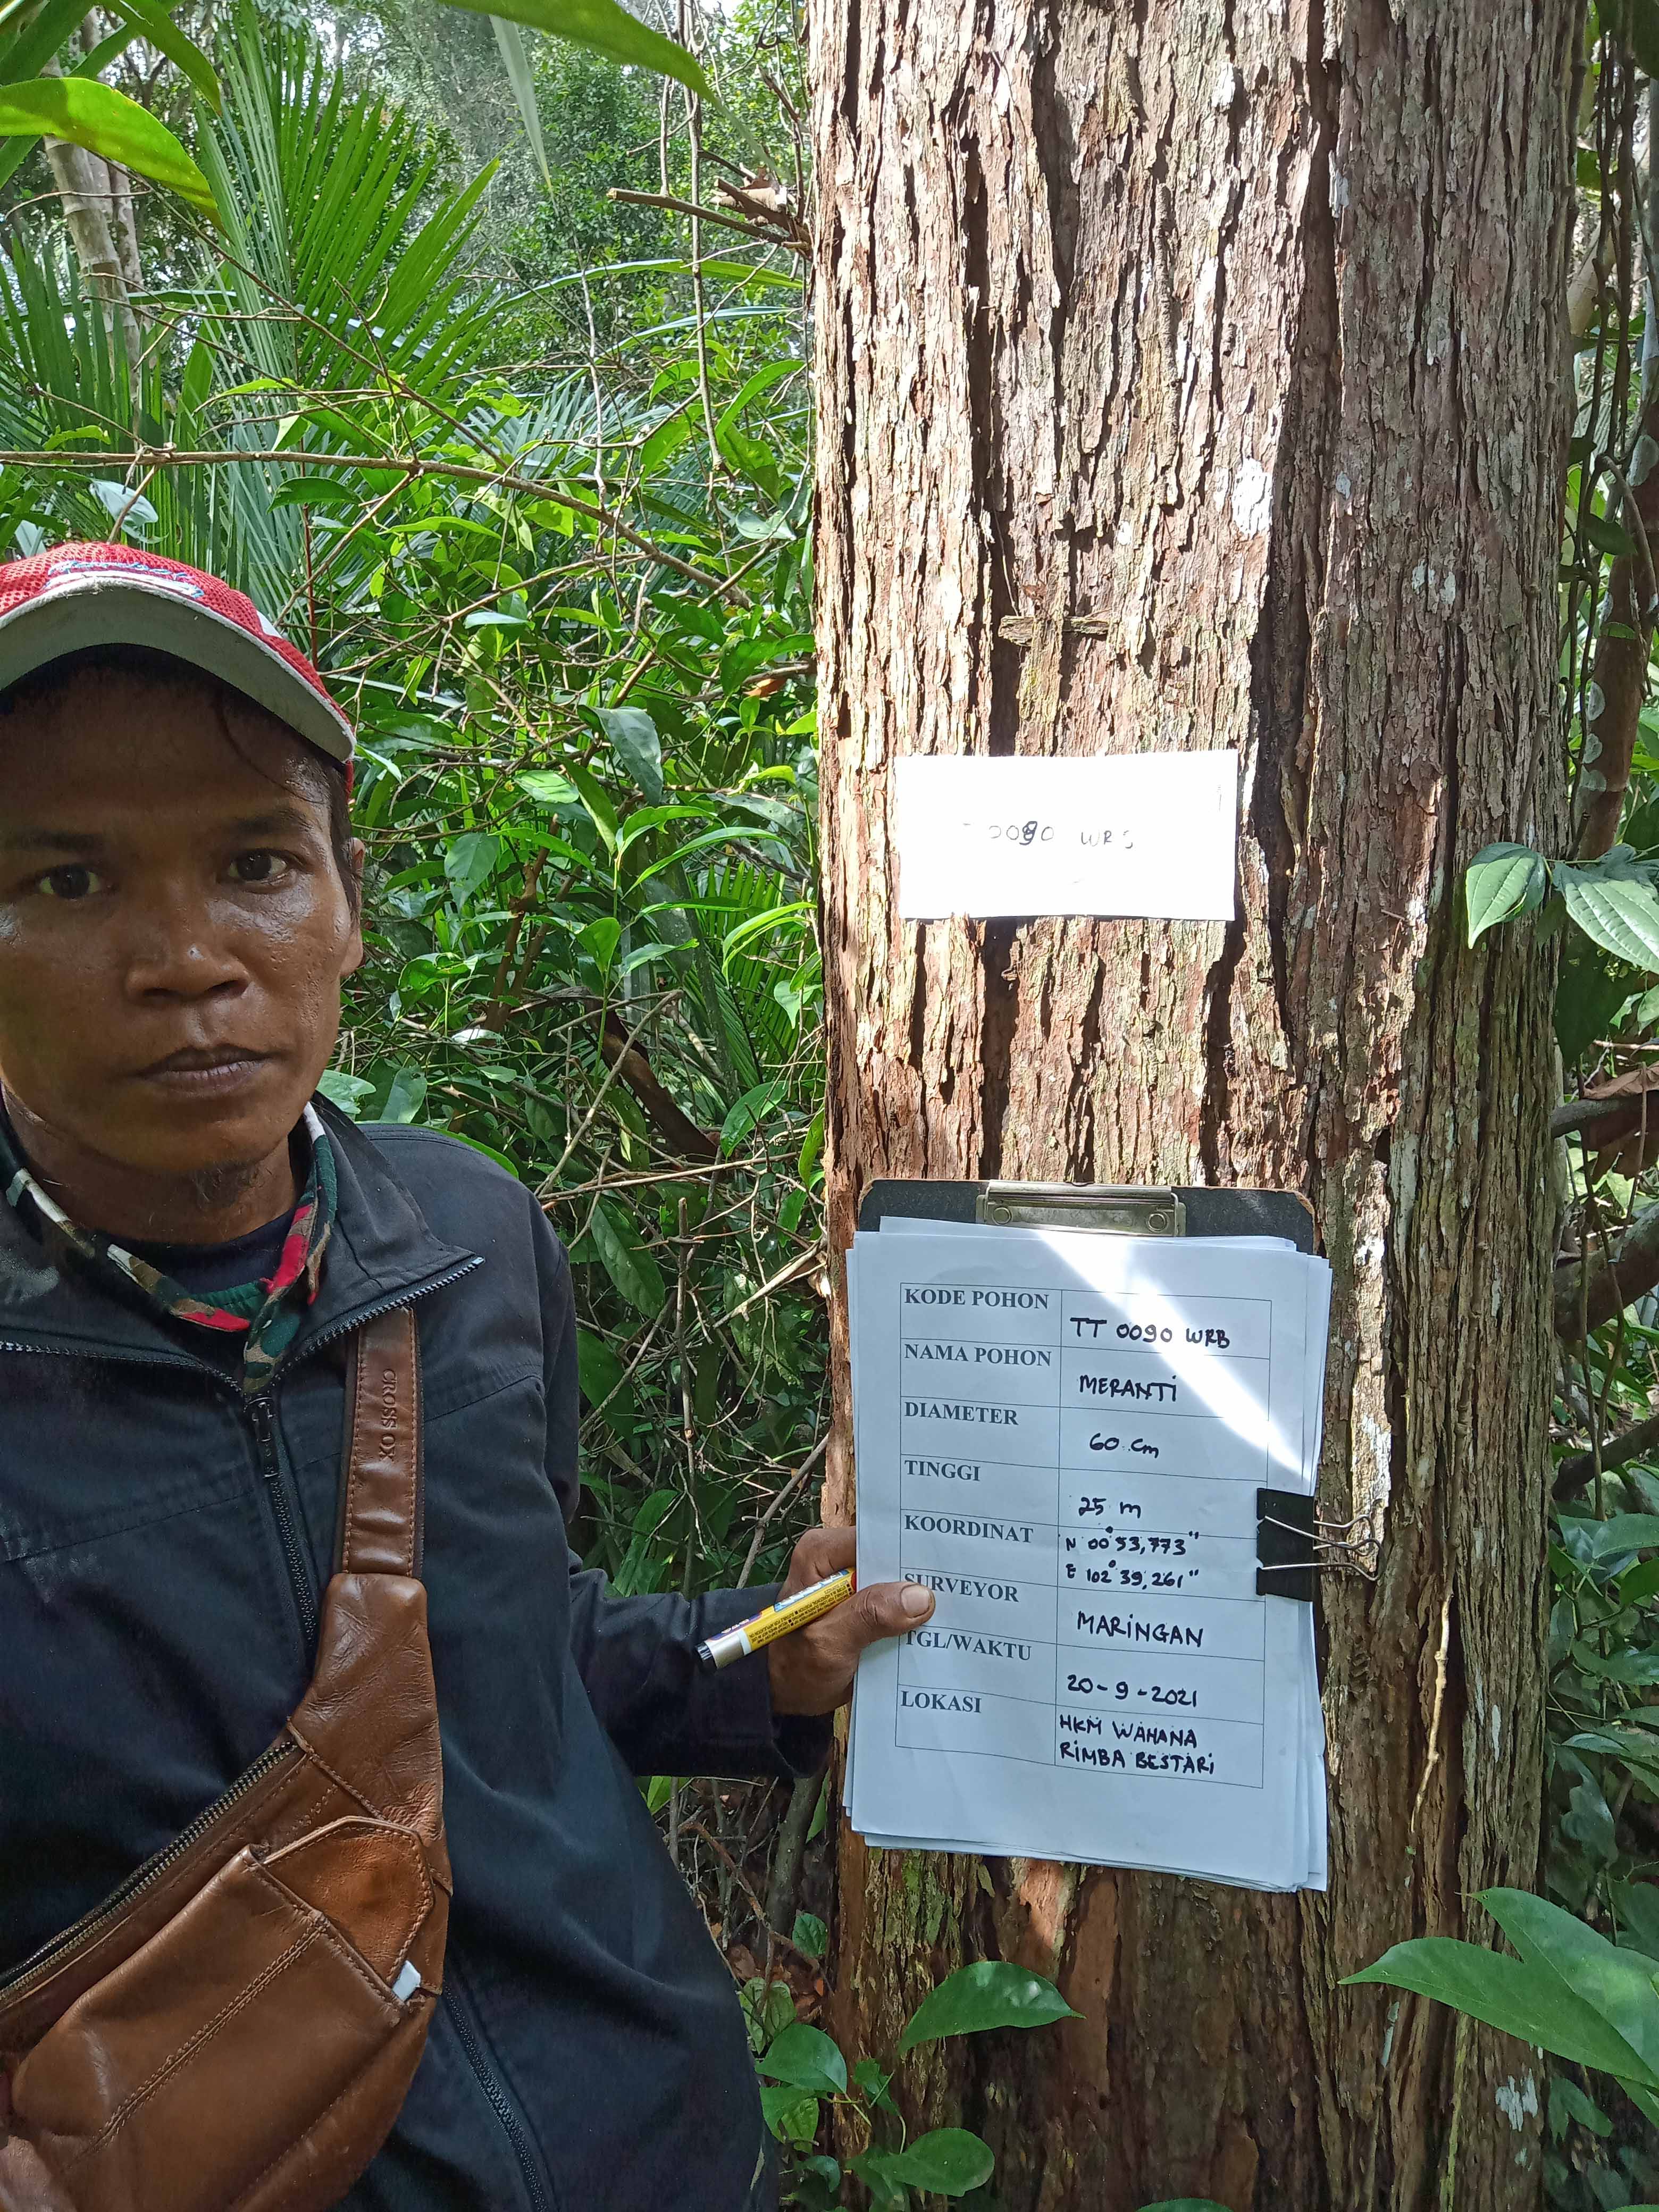 0090 WRB
CROSS OX
KODE POHON TT 0090 WRB
NAMA POHON MERANTI
DIAMETER 60 cm
TINGGI 25 m
KOORDINAT N 00°53,773"
E 102°39,261"
SURVEYOR MARINGAN
TGL/WAKTU 20-9-2021
LOKASI HKM WAHANA
RIMBA BESTARI